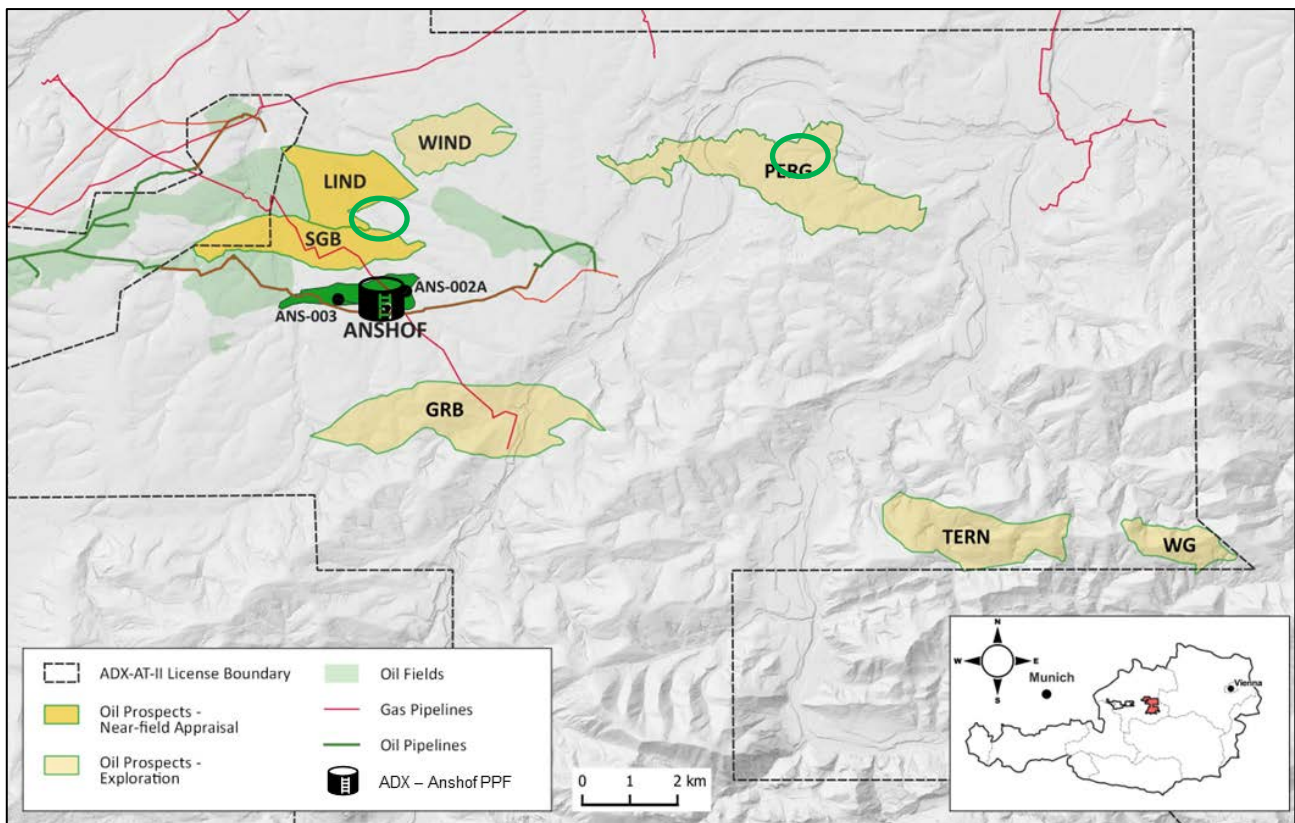 WIND
PERG
LIND
SGB
ANS-002A
ANS-003
ANSHOF
GRB
TERN
WG
ADX-AT-II License Boundary
Oil Prospects -
Near-field Appraisal
Oil Prospects -
Exploration
Oil Fields
Gas Pipelines
Oil Pipelines
ADX – Anshof PPF
0 1 2 km
N
W
E
S
Munich
Vienna